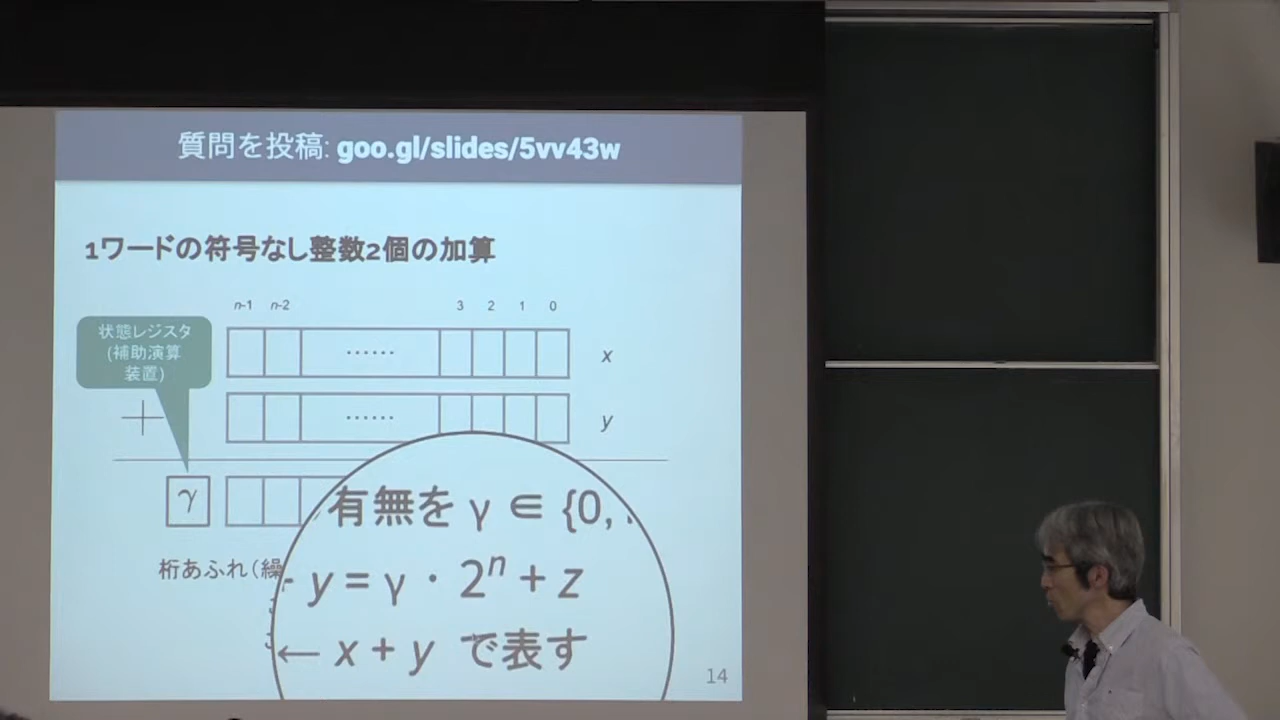 質問を投稿: goo.gl/slides/5vv43w
1ワードの符号なし整数2個の加算
n-1 n-2 3 2 1 0
状態レジスタ
(補助演算
装置)
...... x
+ ...... y
γ
有無を γ ∈ {0,
桁あふれ(繰
y = γ · 2ⁿ + z
← x + y で表す
14